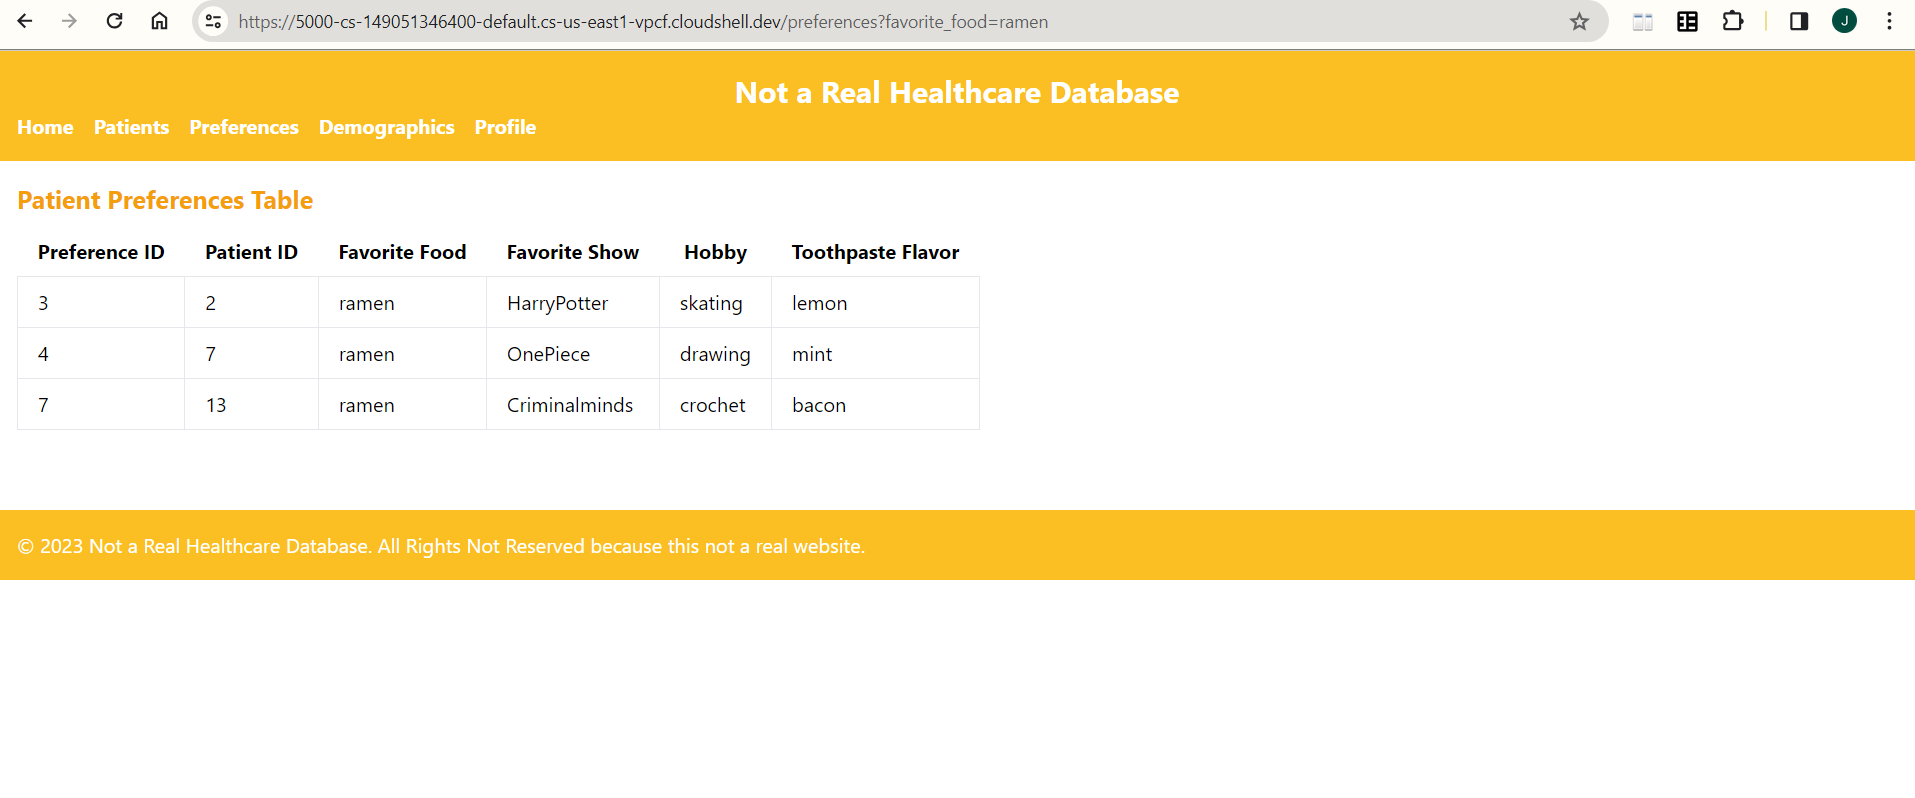 https://5000-cs-149051346400-default.cs-us-east1-vpcf.cloudshell.dev/preferences?favorite_food=ramen
J
Not a Real Healthcare Database
Home Patients Preferences Demographics Profile
Patient Preferences Table
Preference ID Patient ID Favorite Food Favorite Show Hobby Toothpaste Flavor
3 2 ramen HarryPotter skating lemon
4 7 ramen OnePiece drawing mint
7 13 ramen Criminalminds crochet bacon
© 2023 Not a Real Healthcare Database. All Rights Not Reserved because this not a real website.